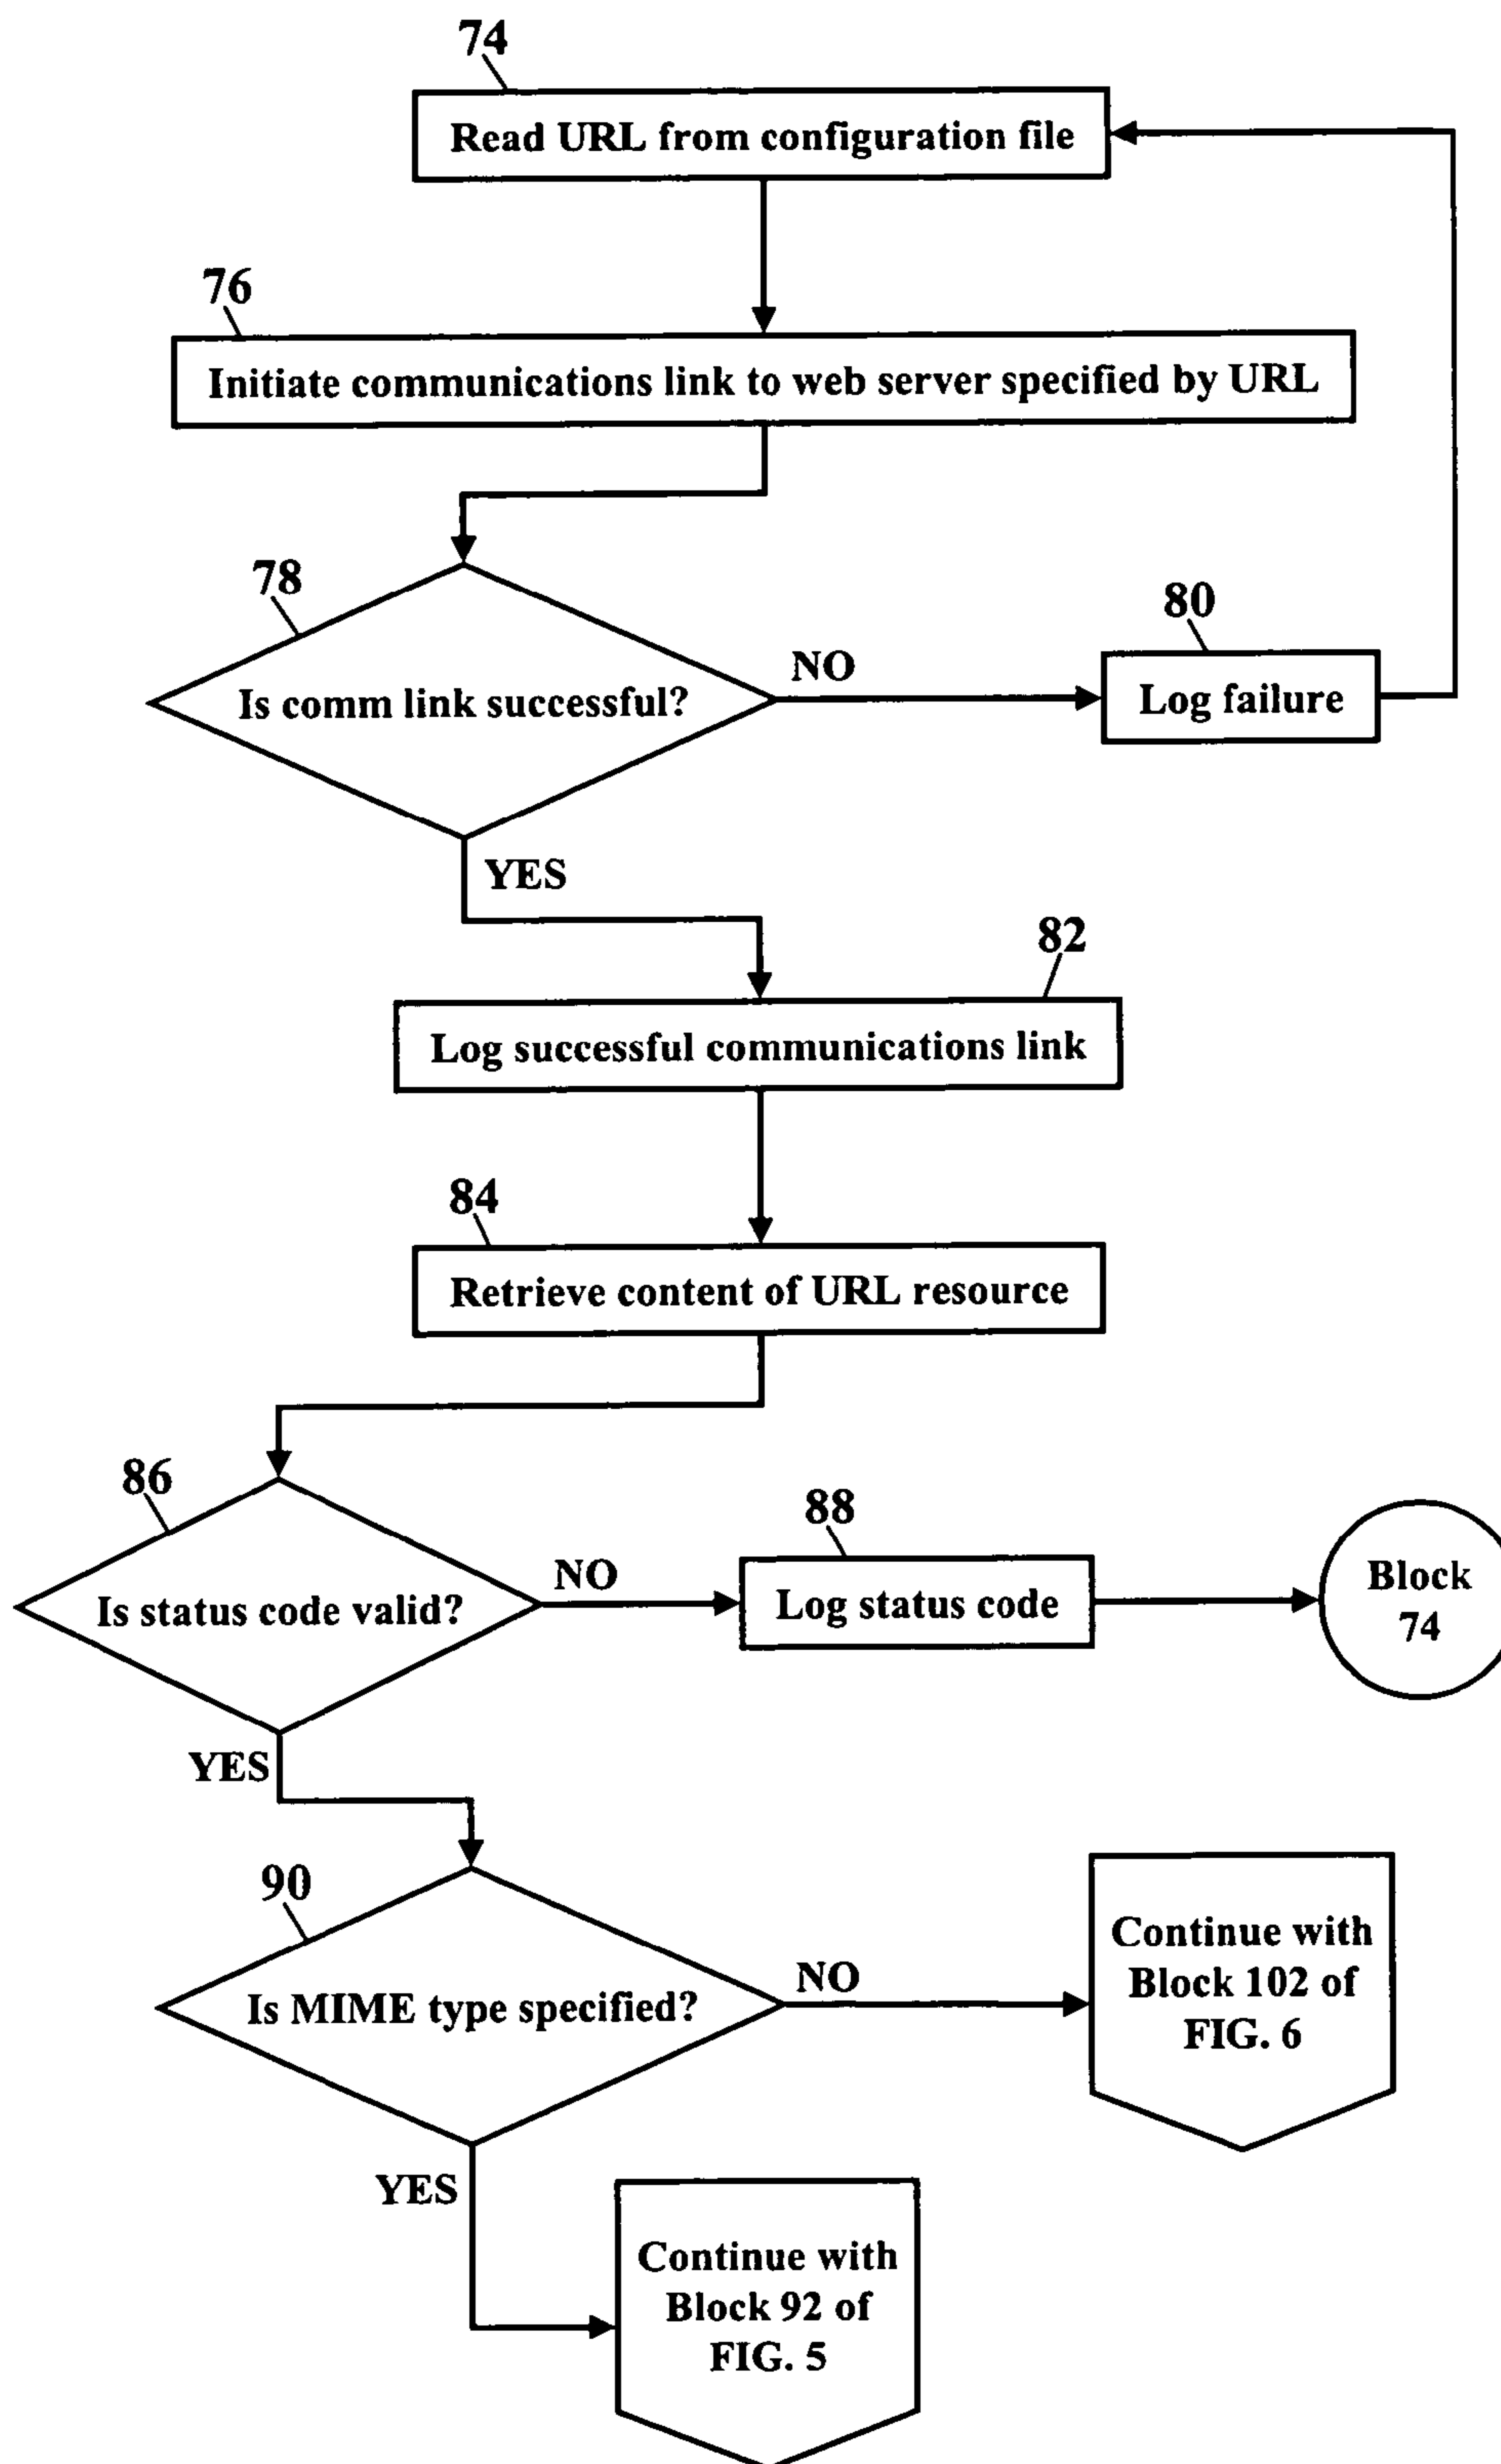 74
Read URL from configuration file
76
Initiate communications link to web server specified by URL
78
Is comm link successful?
NO
80
Log failure
YES
82
Log successful communications link
84
Retrieve content of URL resource
86
Is status code valid?
NO
88
Log status code
Block
74
YES
90
Is MIME type specified?
NO
Continue with
Block 102 of
FIG. 6
YES
Continue with
Block 92 of
FIG. 5